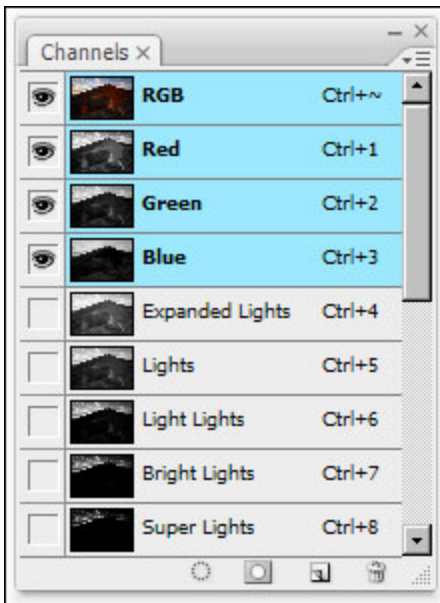 Channels ×
RGB Ctrl+~
Red Ctrl+1
Green Ctrl+2
Blue Ctrl+3
Expanded Lights Ctrl+4
Lights Ctrl+5
Light Lights Ctrl+6
Bright Lights Ctrl+7
Super Lights Ctrl+8